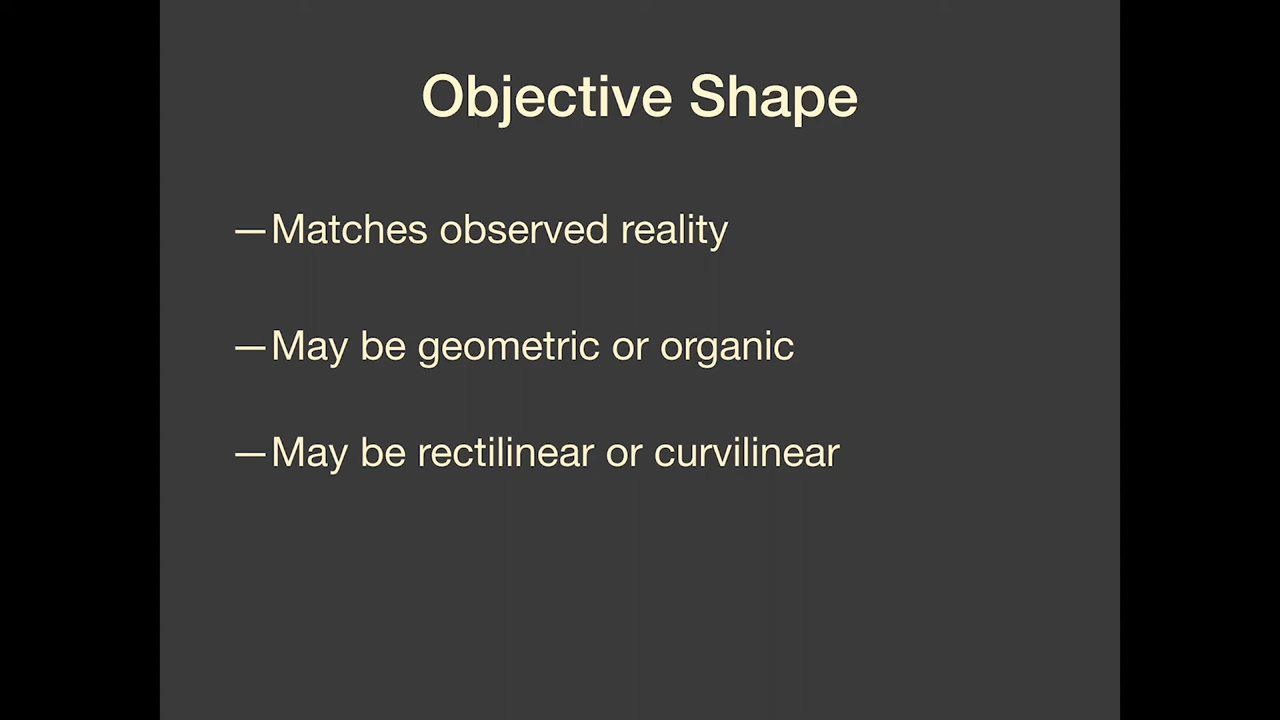 Objective Shape
—Matches observed reality
—May be geometric or organic
—May be rectilinear or curvilinear